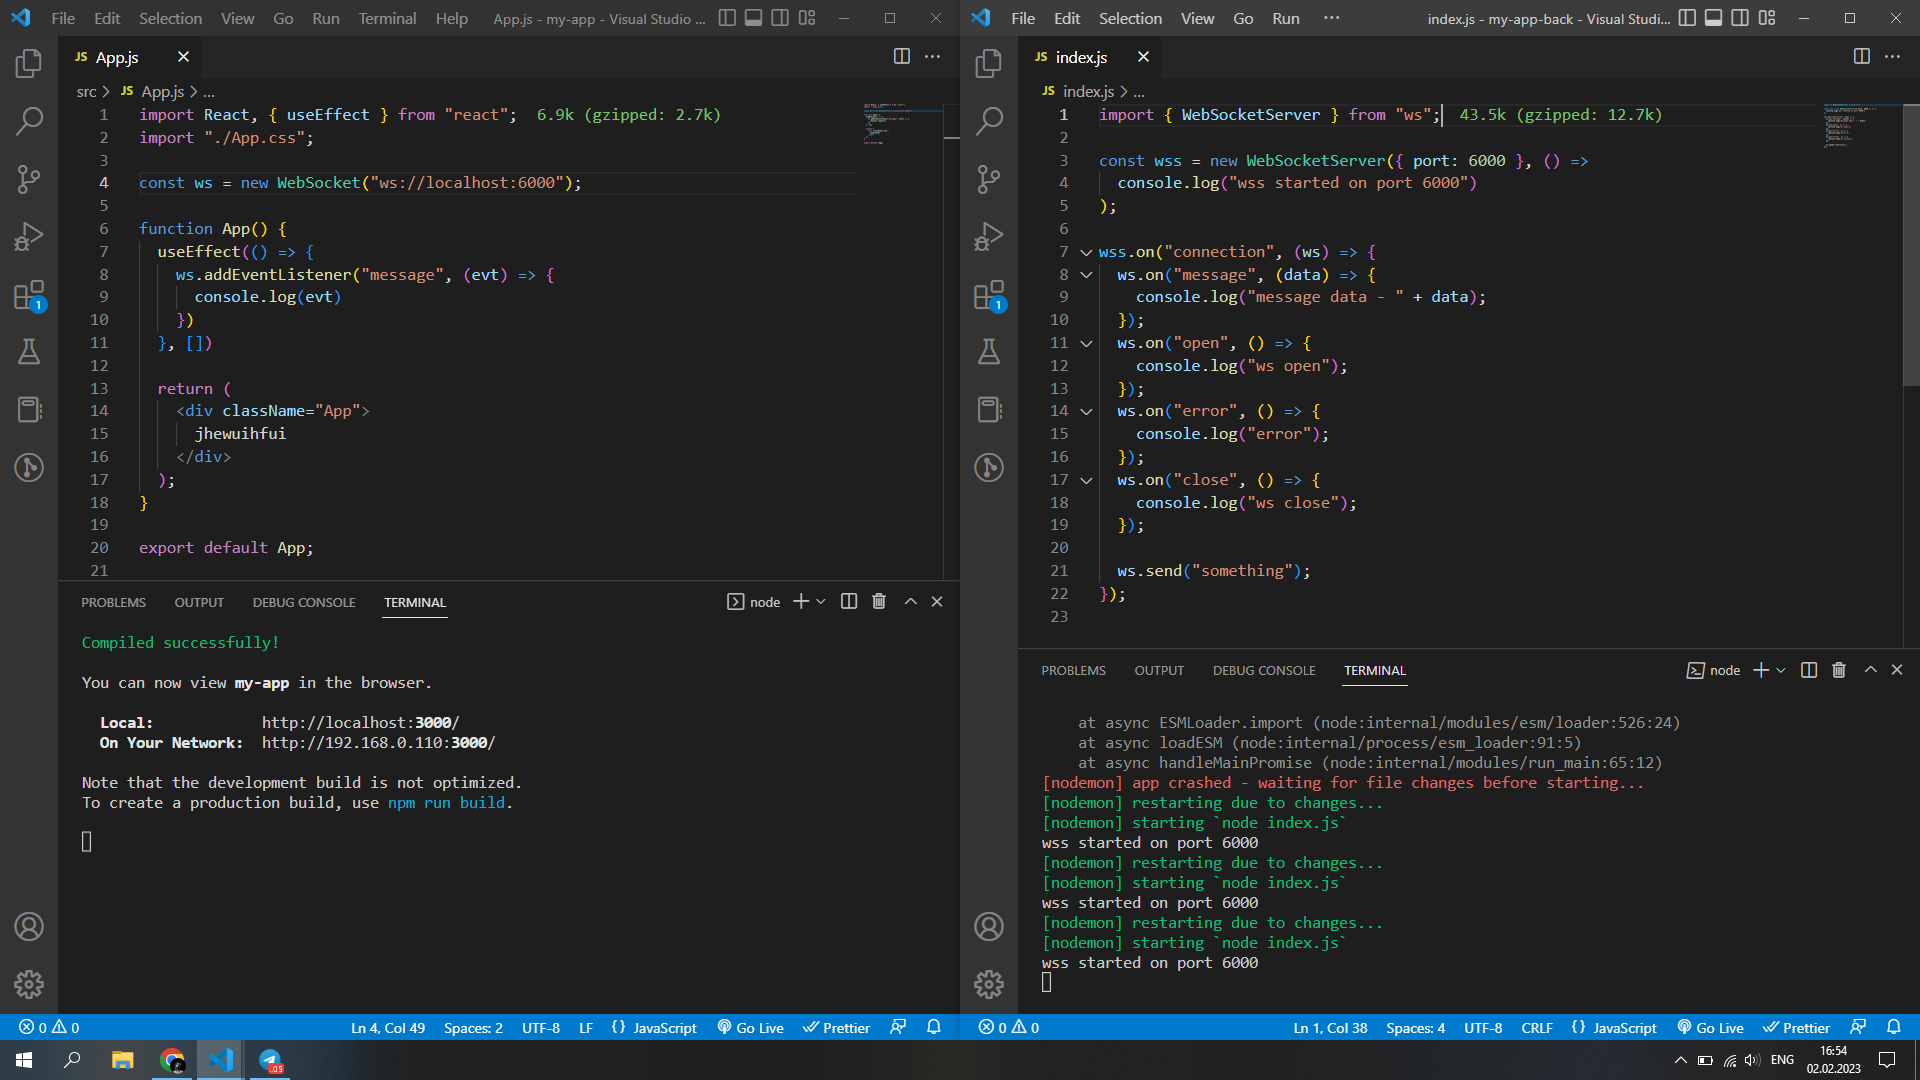 File Edit Selection View Go Run Terminal Help App.js - my-app - Visual Studio ...
JS App.js
src > JS App.js > ...
1 import React, { useEffect } from "react"; 6.9k (gzipped: 2.7k)
2 import "./App.css";
3
4 const ws = new WebSocket("ws://localhost:6000");
5
6 function App() {
7 useEffect(() => {
8 ws.addEventListener("message", (evt) => {
9 console.log(evt)
10 })
11 }, [])
12
13 return (
14 <div className="App">
15 jhewuihfui
16 </div>
17 );
18 }
19
20 export default App;
21
1
PROBLEMS OUTPUT DEBUG CONSOLE TERMINAL node
Compiled successfully!
You can now view my-app in the browser.
Local: http://localhost:3000/
On Your Network: http://192.168.0.110:3000/
Note that the development build is not optimized.
To create a production build, use npm run build.
0 0 Ln 4, Col 49 Spaces: 2 UTF-8 LF {} JavaScript Go Live Prettier
File Edit Selection View Go Run ··· index.js - my-app-back - Visual Studi...
JS index.js
JS index.js > ...
1 import { WebSocketServer } from "ws"; 43.5k (gzipped: 12.7k)
2
3 const wss = new WebSocketServer({ port: 6000 }, () =>
4 console.log("wss started on port 6000")
5 );
6
7 wss.on("connection", (ws) => {
8 ws.on("message", (data) => {
9 console.log("message data - " + data);
10 });
11 ws.on("open", () => {
12 console.log("ws open");
13 });
14 ws.on("error", () => {
15 console.log("error");
16 });
17 ws.on("close", () => {
18 console.log("ws close");
19 });
20
21 ws.send("something");
22 });
23
1
PROBLEMS OUTPUT DEBUG CONSOLE TERMINAL node
at async ESMLoader.import (node:internal/modules/esm/loader:526:24)
at async loadESM (node:internal/process/esm_loader:91:5)
at async handleMainPromise (node:internal/modules/run_main:65:12)
[nodemon] app crashed - waiting for file changes before starting...
[nodemon] restarting due to changes...
[nodemon] starting `node index.js`
wss started on port 6000
[nodemon] restarting due to changes...
[nodemon] starting `node index.js`
wss started on port 6000
[nodemon] restarting due to changes...
[nodemon] starting `node index.js`
wss started on port 6000
0 0 Ln 1, Col 38 Spaces: 4 UTF-8 CRLF {} JavaScript Go Live Prettier
ENG 16:54
02.02.2023